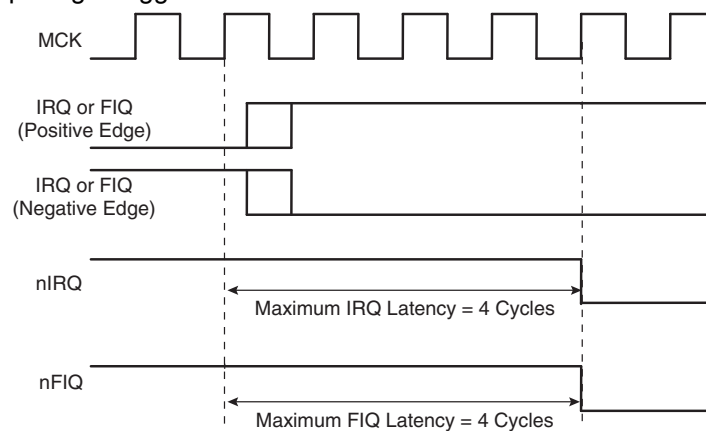 MCK
IRQ or FIQ
(Positive Edge)
IRQ or FIQ
(Negative Edge)
nIRQ
Maximum IRQ Latency = 4 Cycles
nFIQ
Maximum FIQ Latency = 4 Cycles